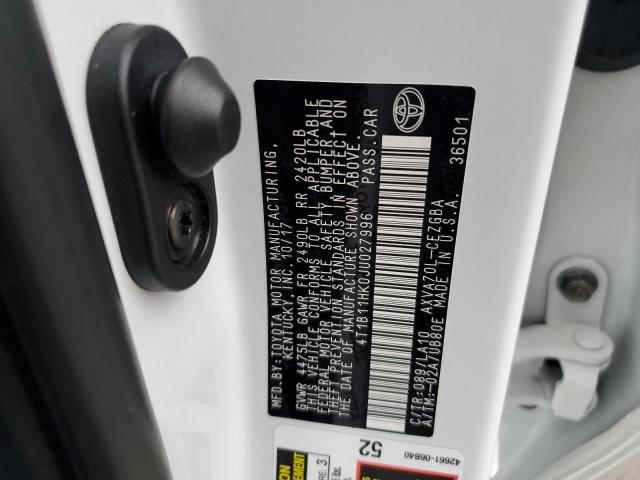 MFD.BY:TOYOTA MOTOR MANUFACTURING,
KENTUCKY, INC. 10/17
GVWR 4475LB GAWR FR 2490LB RR 2420LB
THIS VEHICLE CONFORMS TO ALL APPLICABLE
FEDERAL MOTOR VEHICLE SAFETY, BUMPER AND
THEFT PREVENTION STANDARDS IN EFFECT ON
THE DATE OF MANUFACTURE SHOWN ABOVE.
4T1B11HK0JU027996 PASS.CAR
C/TR:089/LA10 AXVA70L-CEZGBA
A/TM:-02A/UB80E MADE IN U.S.A.
36501
52
42661-06B40